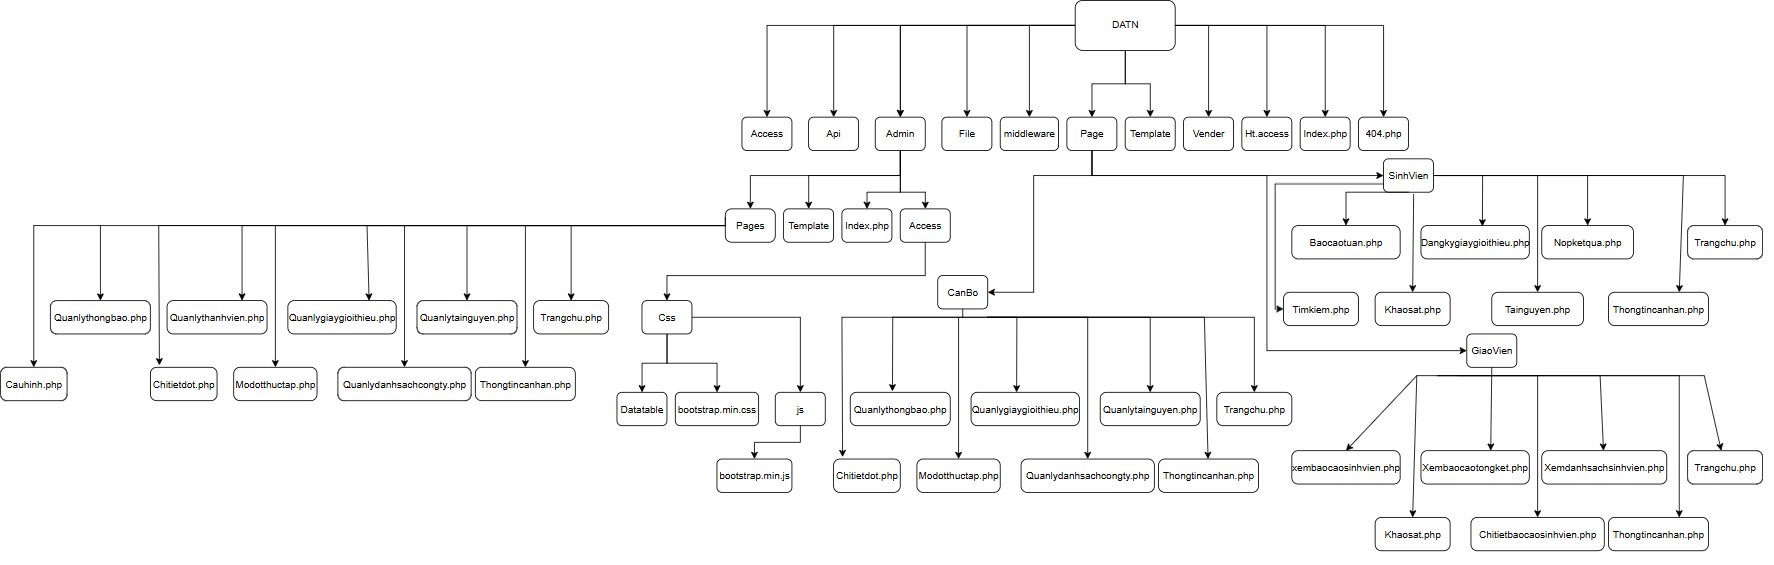 DATN
Access
Api
Admin
File
middleware
Page
Template
Vender
Ht.access
Index.php
404.php
SinhVien
Pages
Template
Index.php
Access
Baocaotuan.php
Dangkygiaygioithieu.php
Nopketqua.php
Trangchu.php
CanBo
Timkiem.php
Khaosat.php
Tainguyen.php
Thongtincanhan.php
Quanlythongbao.php
Quanlythanhvien.php
Quanlygiaygioithieu.php
Quanlytainguyen.php
Trangchu.php
Css
GiaoVien
Cauhinh.php
Chitietdot.php
Modotthuctap.php
Quanlydanhsachcongty.php
Thongtincanhan.php
Datatable
bootstrap.min.css
js
Quanlythongbao.php
Quanlygiaygioithieu.php
Quanlytainguyen.php
Trangchu.php
bootstrap.min.js
Chitietdot.php
Modotthuctap.php
Quanlydanhsachcongty.php
Thongtincanhan.php
xembaocaosinhvien.php
Xembaocaotongket.php
Xemdanhsachsinhvien.php
Trangchu.php
Khaosat.php
Chitietbaocaosinhvien.php
Thongtincanhan.php